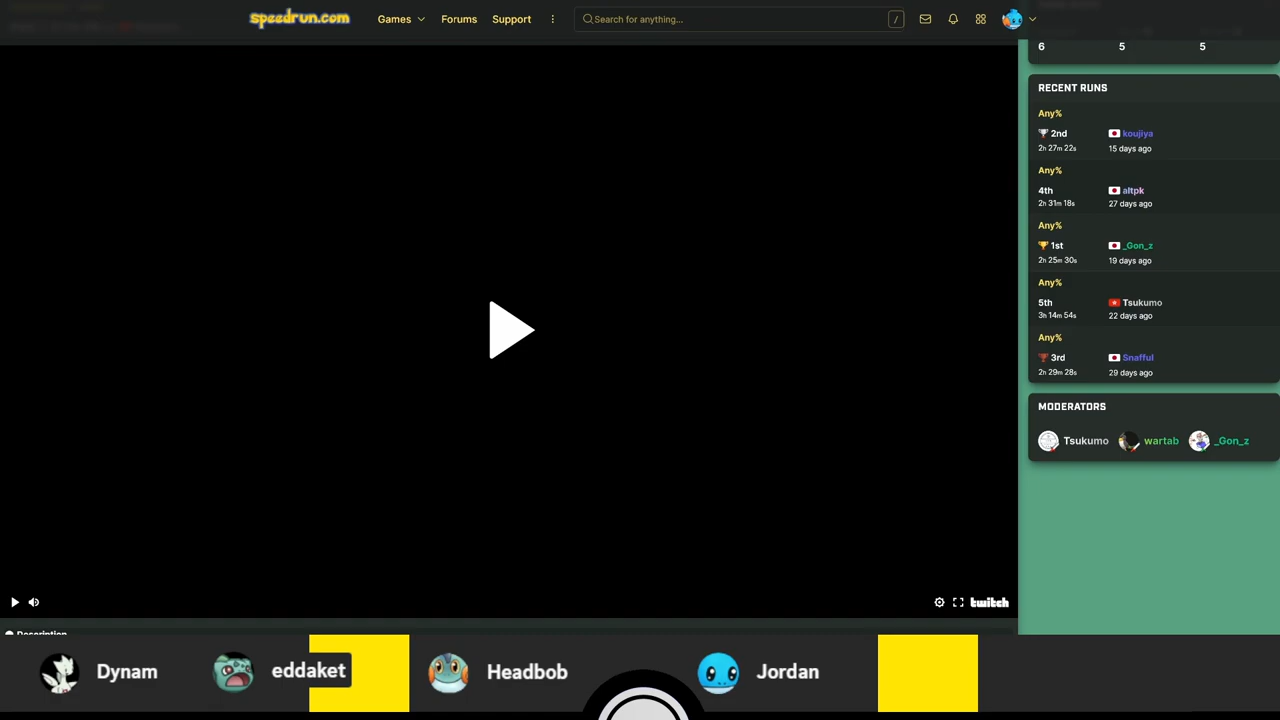 speedrun.com
Games
Forums
Support
Search for anything...
/
6 5 5
RECENT RUNS
Any%
2nd koujiya
2h 27m 22s 15 days ago
Any%
4th altpk
2h 31m 18s 27 days ago
Any%
1st _Gon_z
2h 25m 30s 19 days ago
Any%
5th Tsukumo
3h 14m 54s 22 days ago
Any%
3rd Snafful
2h 29m 28s 29 days ago
MODERATORS
Tsukumo wartab _Gon_z
twitch
Description
Dynam eddaket Headbob Jordan